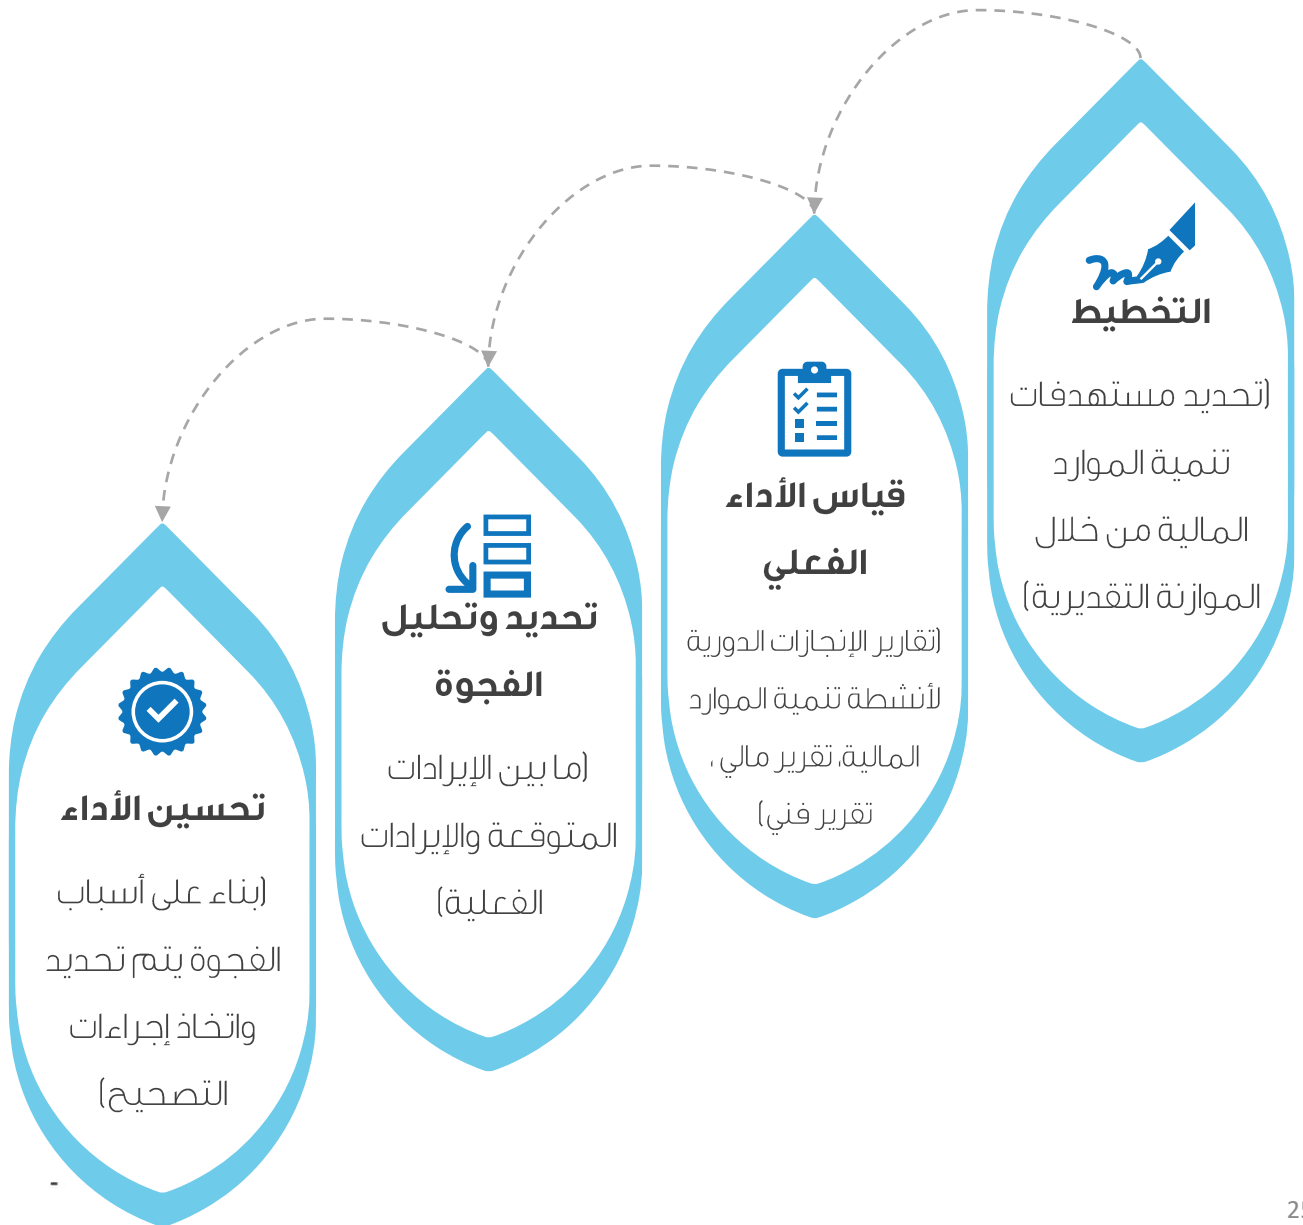 التخطيط
(تحديد مستهدفات
تنمية الموارد
المالية من خلال
الموازنة التقديرية)
قياس الأداء
الفعلي
(تقارير الإنجازات الدورية
لأنشطة تنمية الموارد
المالية، تقرير مالي ،
تقرير فني)
تحديد وتحليل
الفجوة
(ما بين الإيرادات
المتوقعة والإيرادات
الفعلية)
تحسين الأداء
(بناء على أسباب
الفجوة يتم تحديد
واتخاذ إجراءات
التصحيح)
-